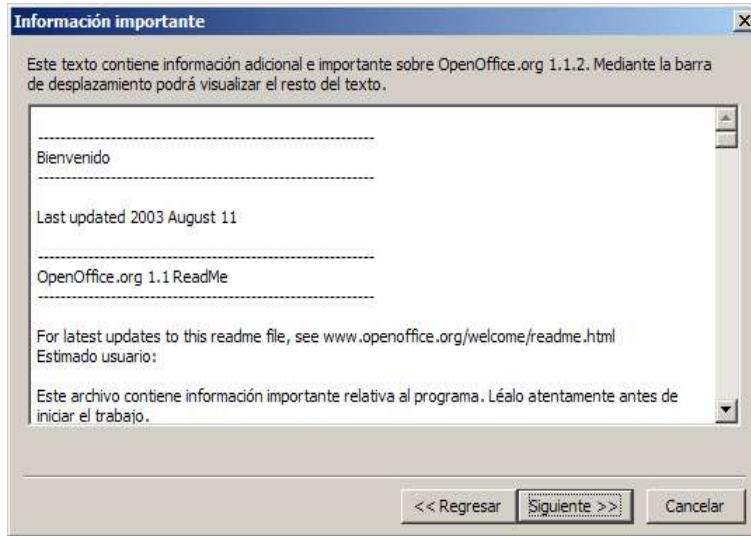 Información importante
Este texto contiene información adicional e importante sobre OpenOffice.org 1.1.2. Mediante la barra
de desplazamiento podrá visualizar el resto del texto.
----------------------------------------------------------------
Bienvenido
----------------------------------------------------------------
Last updated 2003 August 11
----------------------------------------------------------------
OpenOffice.org 1.1 ReadMe
----------------------------------------------------------------
For latest updates to this readme file, see www.openoffice.org/welcome/readme.html
Estimado usuario:
Este archivo contiene información importante relativa al programa. Léalo atentamente antes de
iniciar el trabajo.
<< Regresar Siguiente >> Cancelar